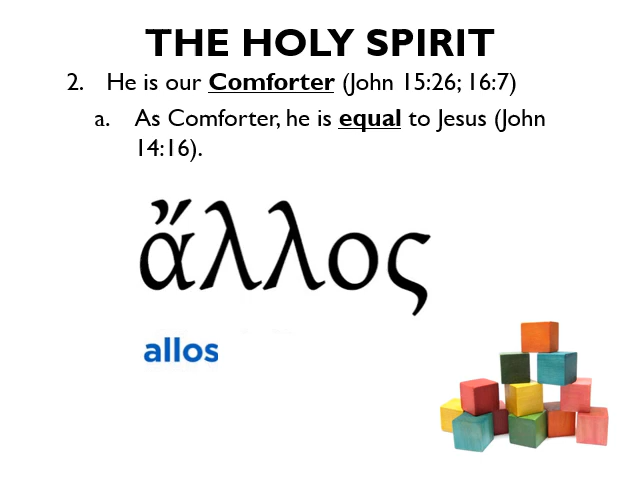 THE HOLY SPIRIT
2. He is our Comforter (John 15:26; 16:7)
a. As Comforter, he is equal to Jesus (John
14:16).
ἄλλος
allos